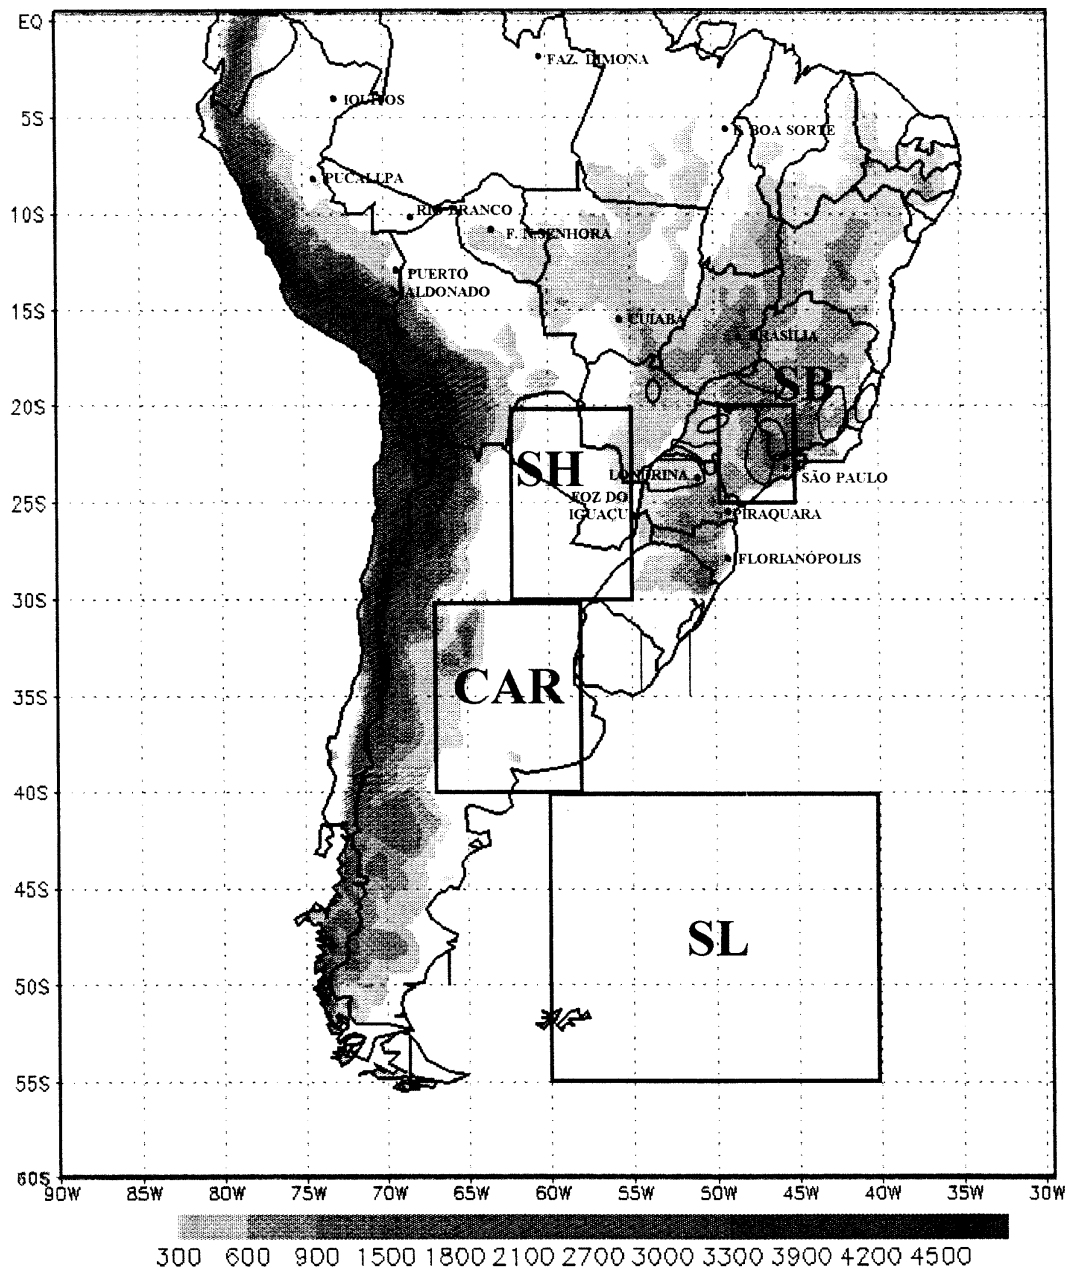 EQ
FAZ. DIMONA
IQUITOS
5S
BOA SORTE
PUCALLPA
10S
RIO BRANCO
F. N.SENHORA
PUERTO
MALDONADO
15S
CUIABA
BRASILIA
SB
20S
SH
LONDRINA
SÃO PAULO
25S
FOZ DO
IGUAÇU
PIRAQUARA
FLORIANÓPOLIS
30S
CAR
35S
40S
45S
SL
50S
55S
60S
90W 85W 80W 75W 70W 65W 60W 55W 50W 45W 40W 35W 30W
300 600 900 1500 1800 2100 2700 3000 3300 3900 4200 4500